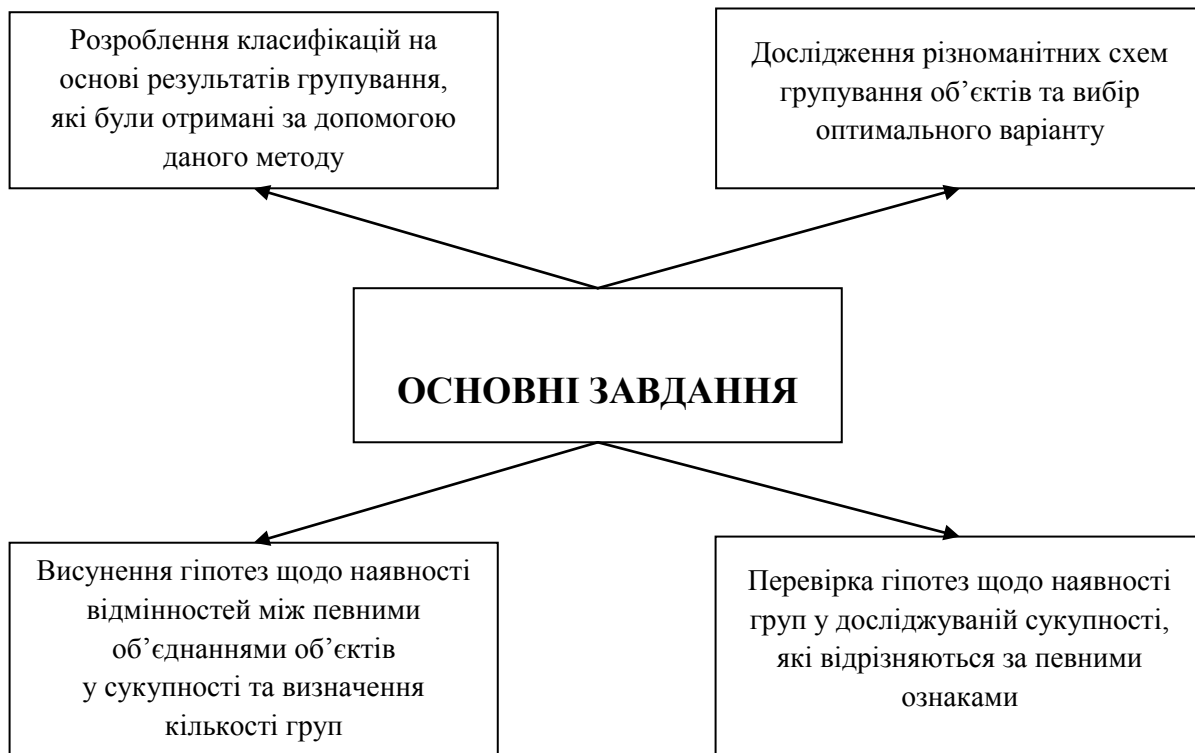 Розроблення класифікацій на
основі результатів групування,
які були отримані за допомогою
даного методу
Дослідження різноманітних схем
групування об’єктів та вибір
оптимального варіанту
ОСНОВНІ ЗАВДАННЯ
Висунення гіпотез щодо наявності
відмінностей між певними
об’єднаннями об’єктів
у сукупності та визначення
кількості груп
Перевірка гіпотез щодо наявності
груп у досліджуваній сукупності,
які відрізняються за певними
ознаками